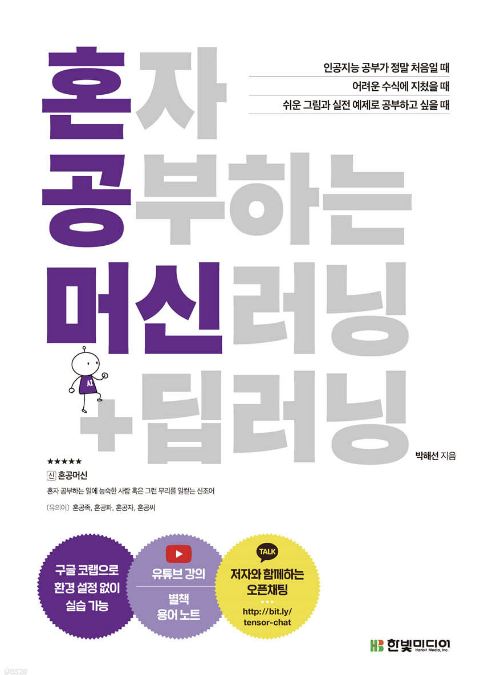 인공지능 공부가 정말 처음일 때
어려운 수식에 지쳤을 때
쉬운 그림과 실전 예제로 공부하고 싶을 때
혼자
공부하는
머신러닝
+딥러닝
AI
박해선 지음
★★★★★
신 혼공머신
혼자 공부하는 일에 능숙한 사람 혹은 그런 무리를 일컫는 신조어
(유의어) 혼공족, 혼공파, 혼공자, 혼공씨
구글 코랩으로
환경 설정 없이
실습 가능
유튜브 강의
별책
용어 노트
TALK
저자와 함께하는
오픈채팅
http://bit.ly/
tensor-chat
HB 한빛미디어
Hanbit Media, Inc.